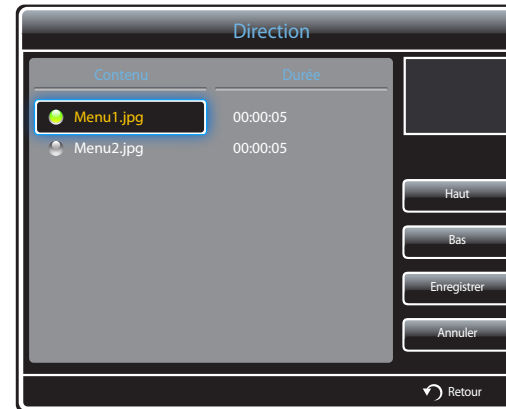 Direction
Contenu Durée
Menu1.jpg 00:00:05
Menu2.jpg 00:00:05
Haut
Bas
Enregistrer
Annuler
Retour